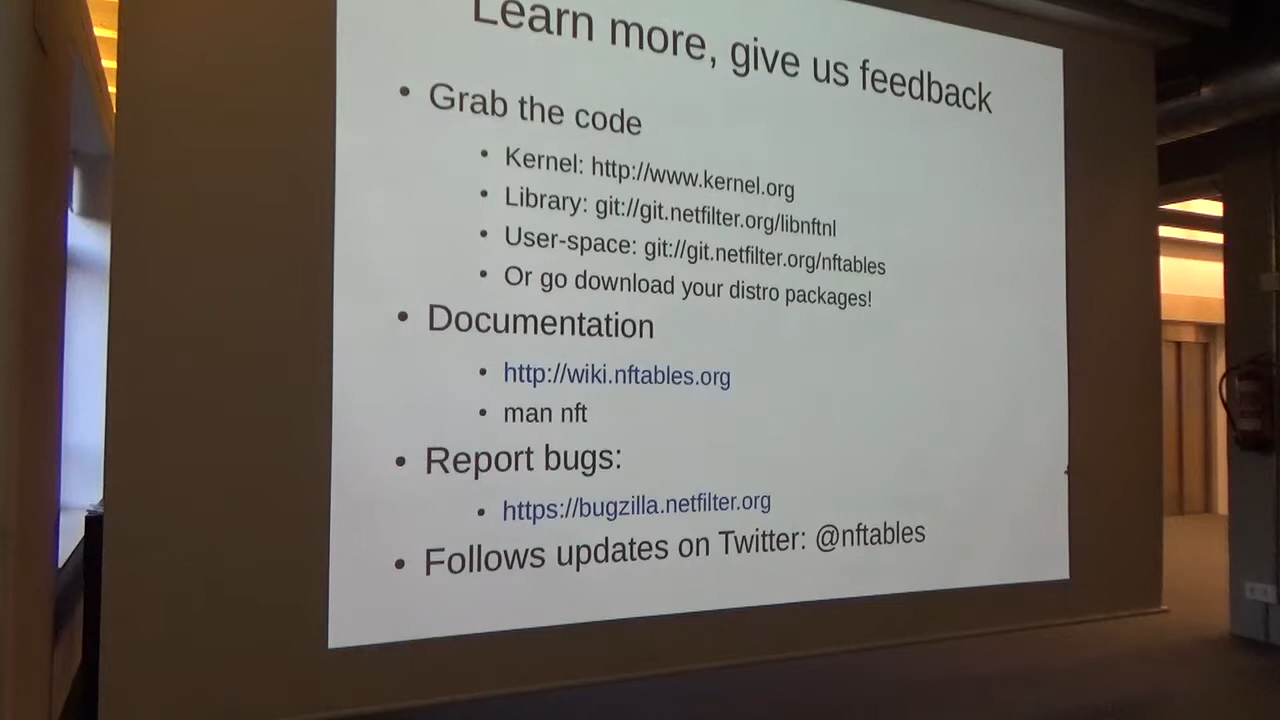 Learn more, give us feedback
• Grab the code
• Kernel: http://www.kernel.org
• Library: git://git.netfilter.org/libnftnl
• User-space: git://git.netfilter.org/nftables
• Or go download your distro packages!
• Documentation
• http://wiki.nftables.org
• man nft
• Report bugs:
• https://bugzilla.netfilter.org
• Follows updates on Twitter: @nftables